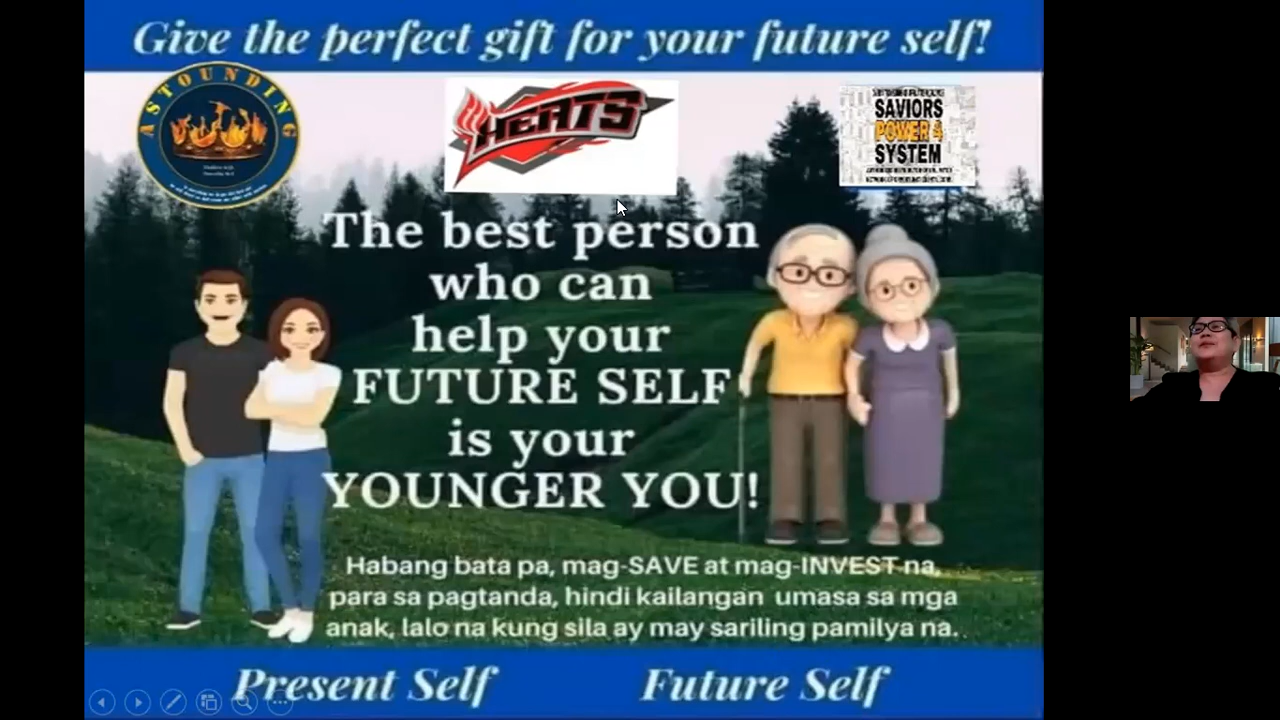 Give the perfect gift for your future self!
ASTOUNDING
HEATS
SAVIORS
POWER 4
SYSTEM
The best person
who can
help your
FUTURE SELF
is your
YOUNGER YOU!
Habang bata pa, mag-SAVE at mag-INVEST na,
para sa pagtanda, hindi kailangan umasa sa mga
anak, lalo na kung sila ay may sariling pamilya na.
Present Self
Future Self